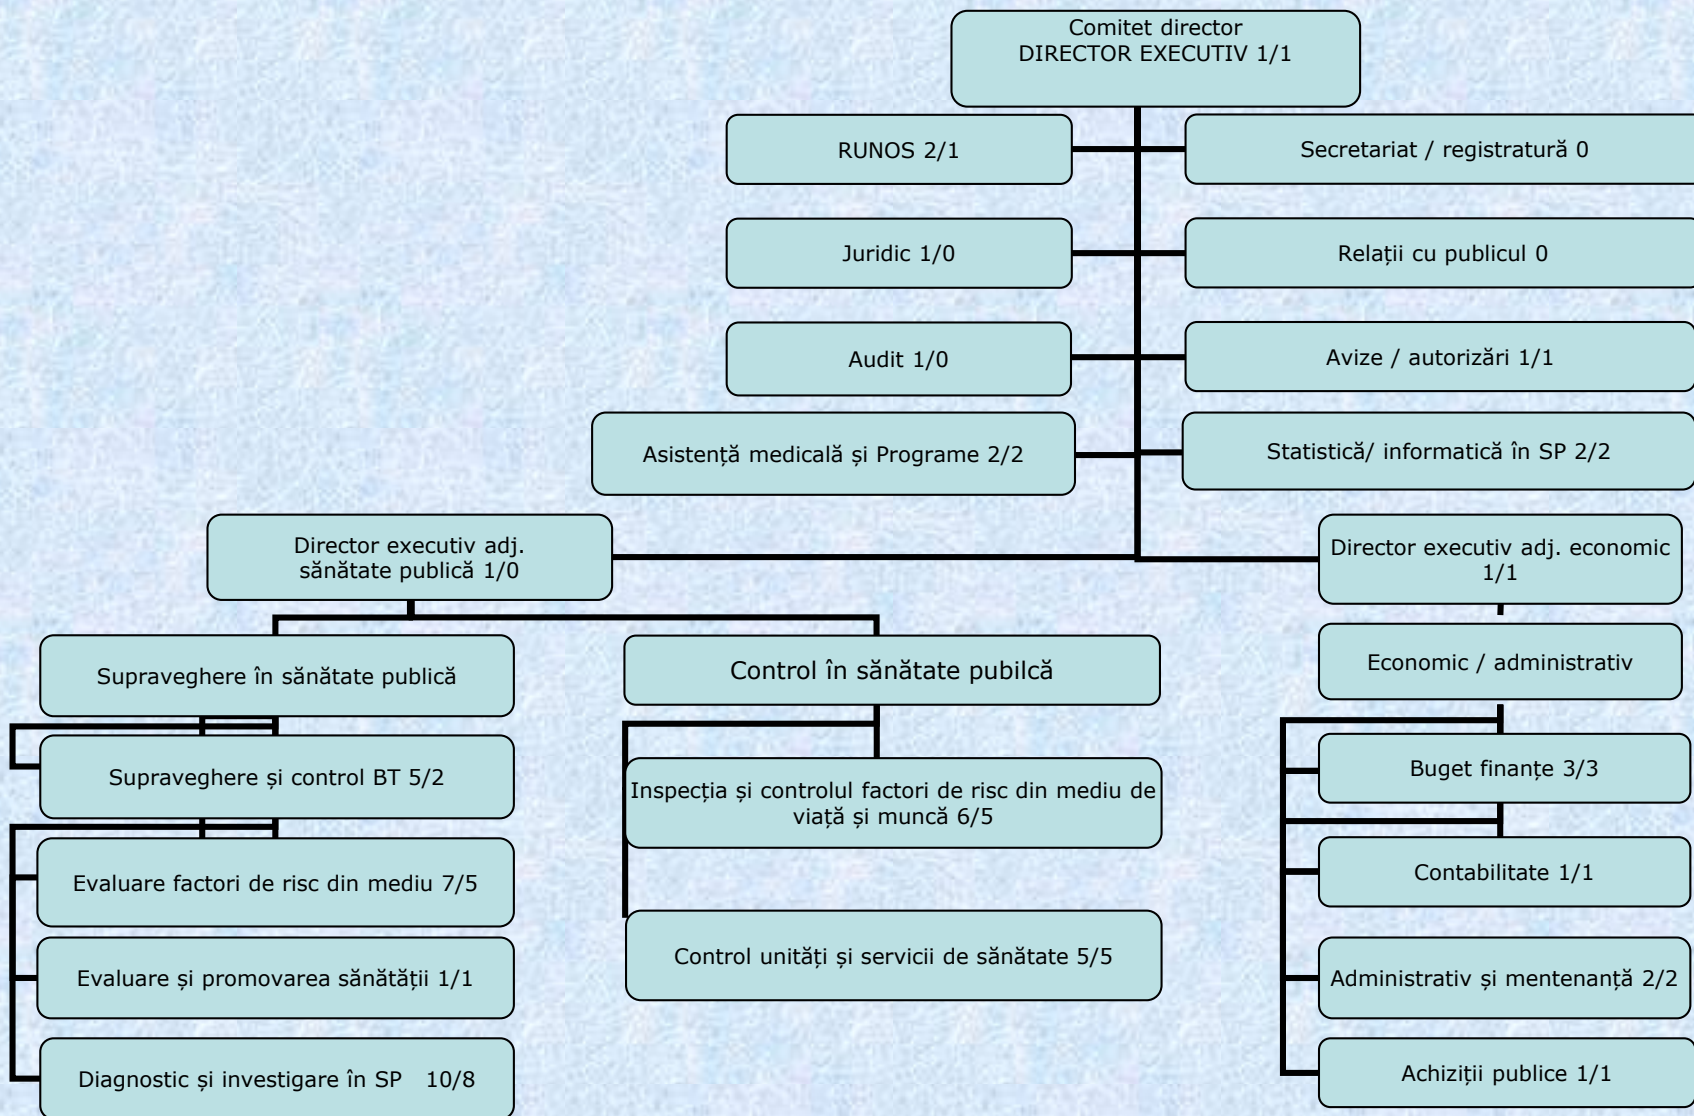 Comitet director
DIRECTOR EXECUTIV 1/1
RUNOS 2/1
Secretariat / registratură 0
Juridic 1/0
Relații cu publicul 0
Audit 1/0
Avize / autorizări 1/1
Asistență medicală și Programe 2/2
Statistică/ informatică în SP 2/2
Director executiv adj.
sănătate publică 1/0
Director executiv adj. economic
1/1
Supraveghere în sănătate publică
Control în sănătate pubilcă
Economic / administrativ
Supraveghere și control BT 5/2
Inspecția și controlul factori de risc din mediu de
viață și muncă 6/5
Buget finanțe 3/3
Evaluare factori de risc din mediu 7/5
Contabilitate 1/1
Evaluare și promovarea sănătății 1/1
Control unități și servicii de sănătate 5/5
Administrativ și mentenanță 2/2
Diagnostic și investigare în SP 10/8
Achiziții publice 1/1